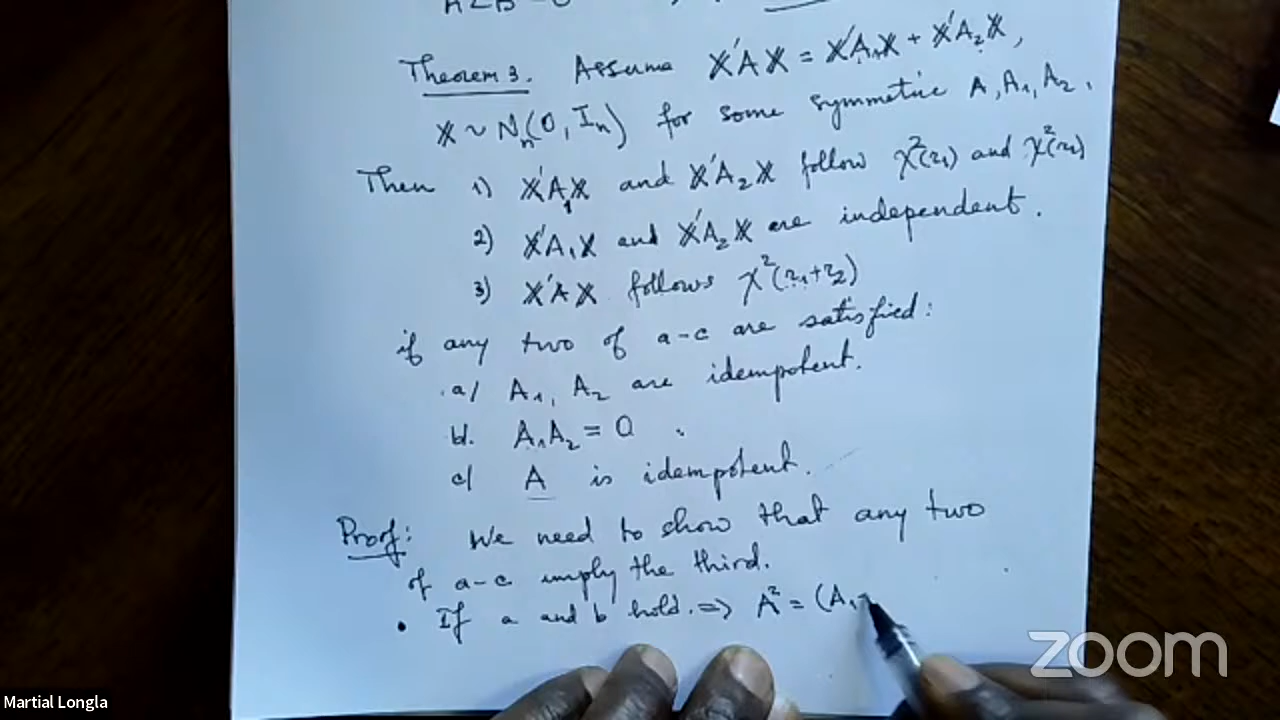 Theorem 3. Assume X'AX = X'A₁X + X'A₂X,
X ~ Nₙ(0, Iₙ) for some symmetric A, A₁, A₂.
Then 1) X'A₁X and X'A₂X follow χ²(r₁) and χ²(r₂)
2) X'A₁X and X'A₂X are independent.
3) X'AX follows χ²(r₁+r₂)
if any two of a-c are satisfied:
a/ A₁, A₂ are idempotent.
b/. A₁A₂ = 0
c/ A is idempotent.
Proof: We need to show that any two
of a-c imply the third.
• If a and b hold. => A² = (A₁
zoom
Martial Longla